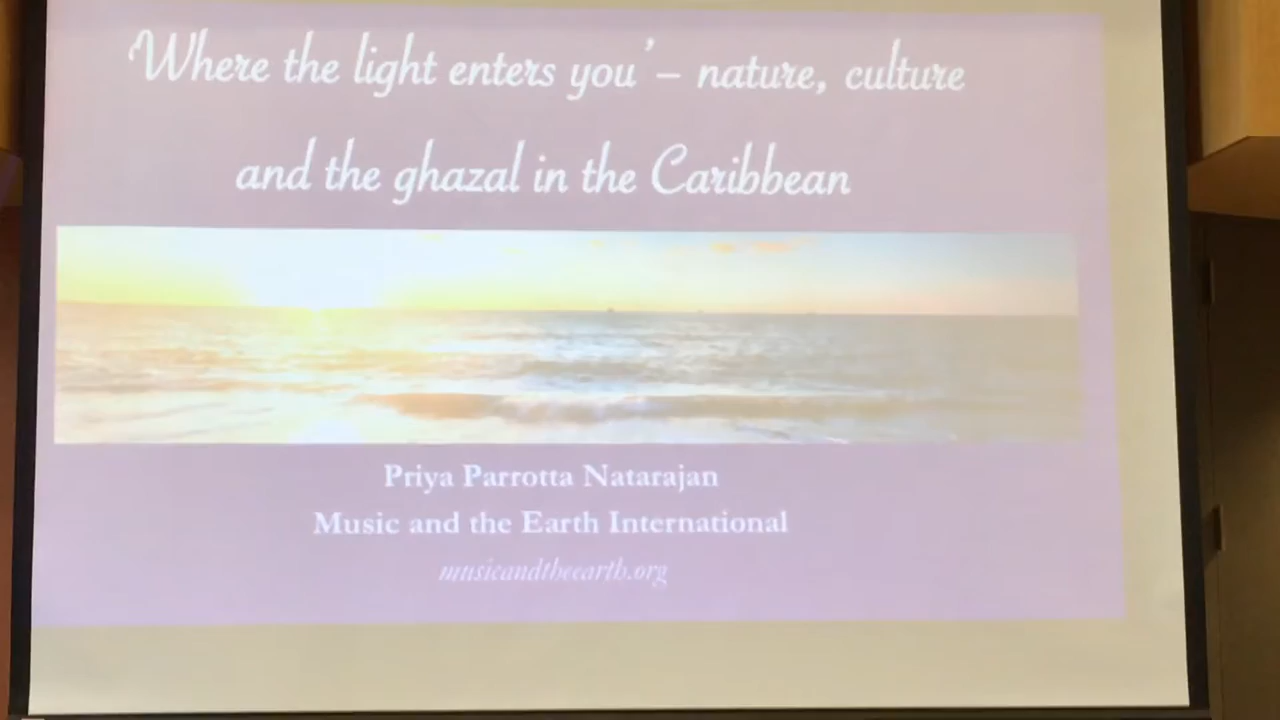 'Where the light enters you' – nature, culture
and the ghazal in the Caribbean
Priya Parrotta Natarajan
Music and the Earth International
musicandtheearth.org